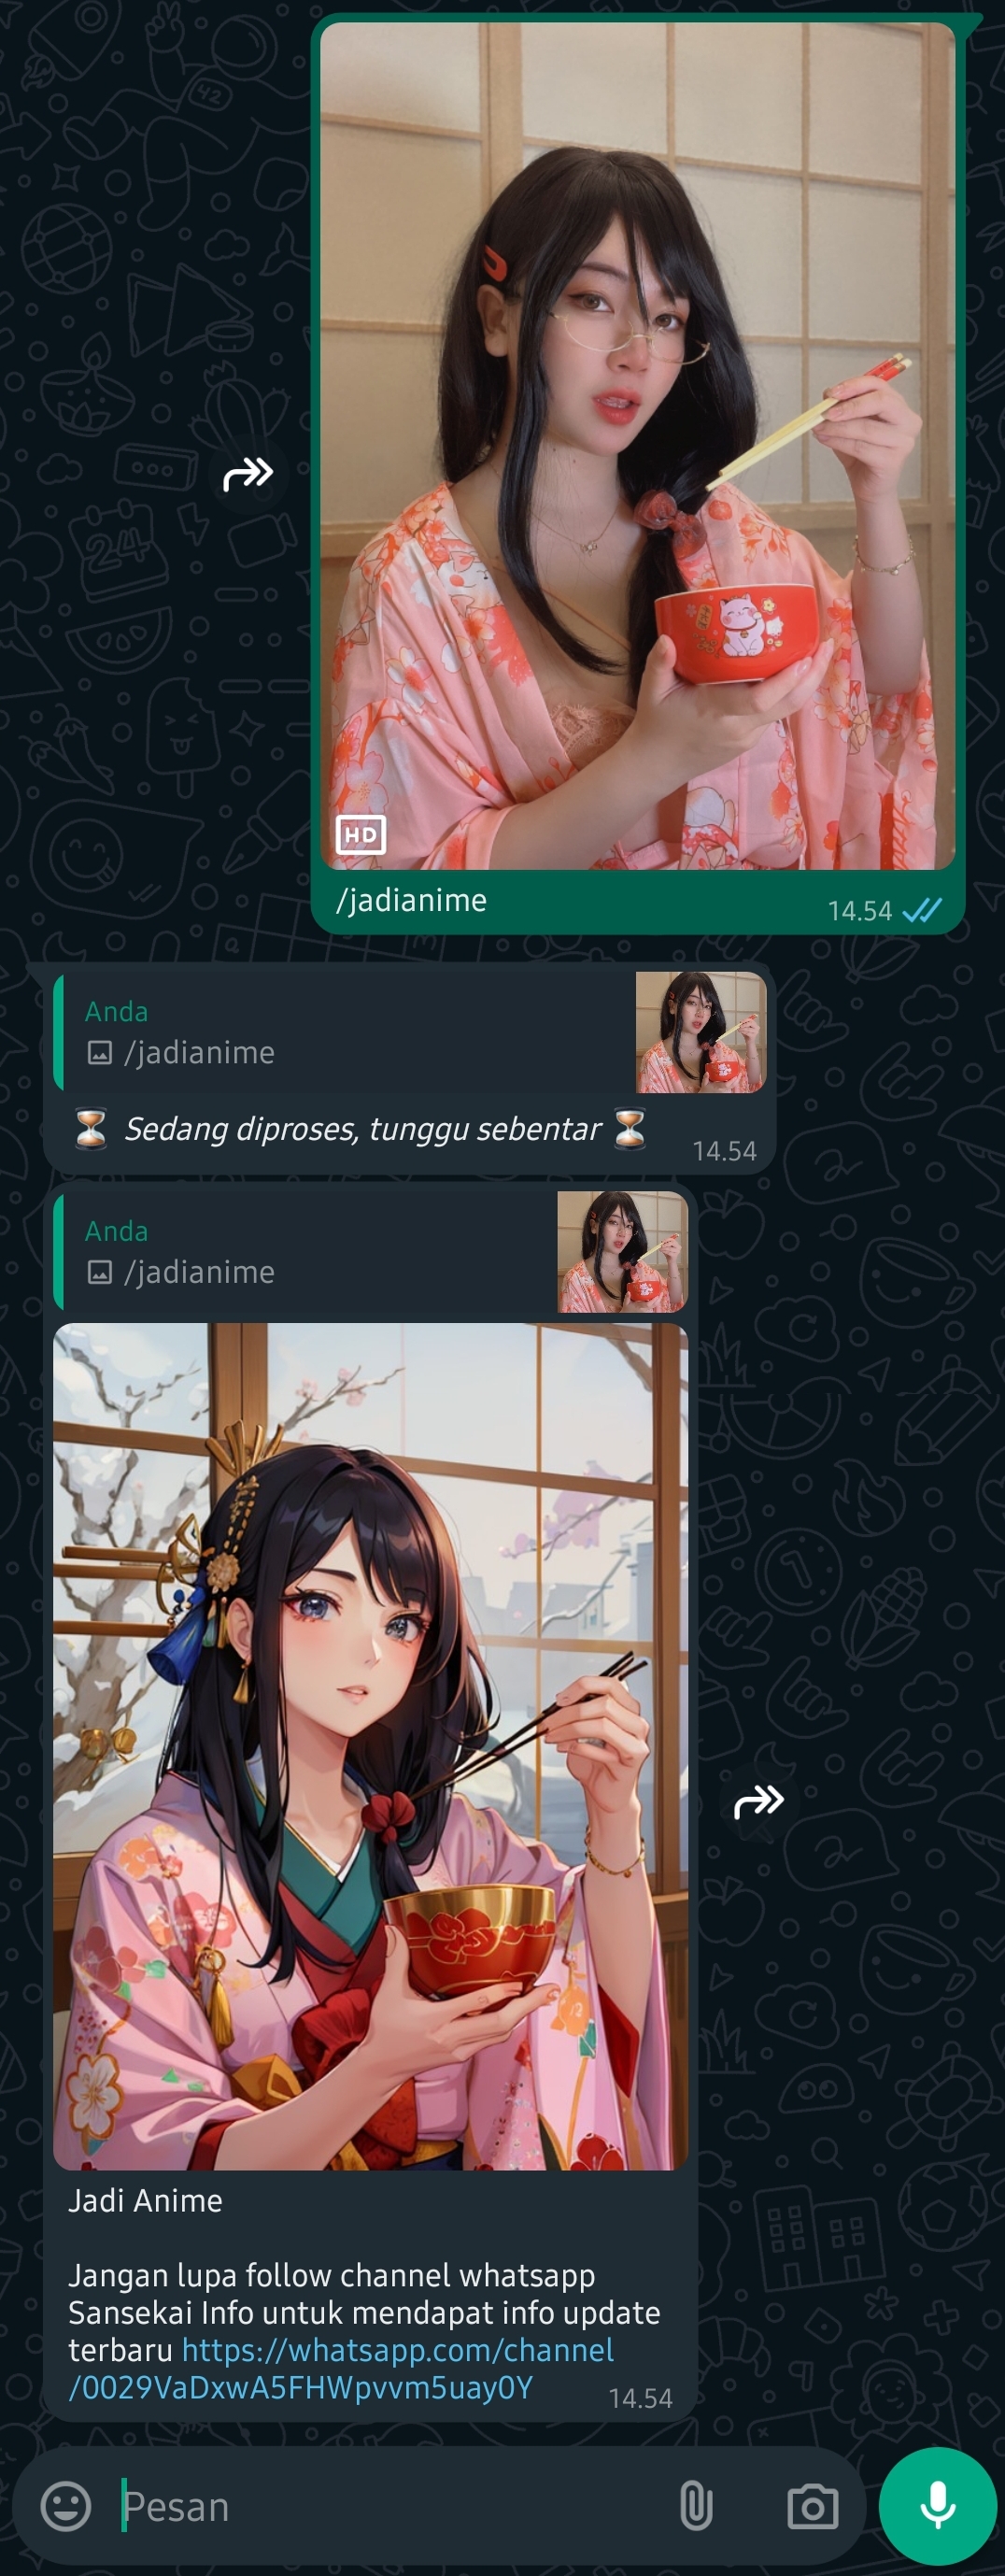 HD
/jadianime
14.54
Anda
/jadianime
⏳ Sedang diproses, tunggu sebentar ⏳
14.54
Anda
/jadianime
Jadi Anime
Jangan lupa follow channel whatsapp
Sansekai Info untuk mendapat info update
terbaru https://whatsapp.com/channel
/0029VaDxwA5FHWpvvm5uay0Y
14.54
Pesan